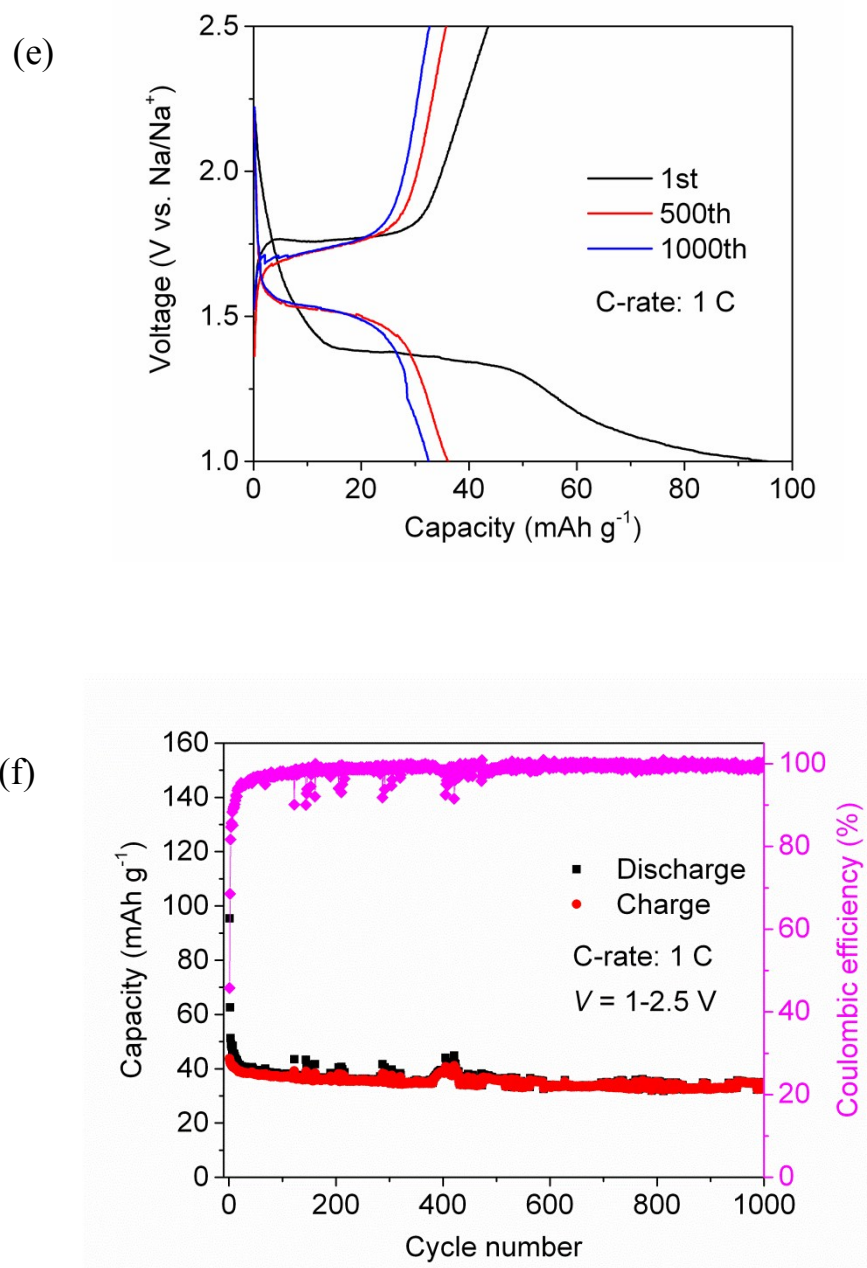 (e)
2.5
2.0
1.5
1.0
Voltage (V vs. Na/Na⁺)
1st
500th
1000th
C-rate: 1 C
0 20 40 60 80 100
Capacity (mAh g⁻¹)
(f)
160
140
120
100
80
60
40
20
0
Capacity (mAh g⁻¹)
Discharge
Charge
C-rate: 1 C
V = 1-2.5 V
100
80
60
40
20
0
Coulombic efficiency (%)
0 200 400 600 800 1000
Cycle number